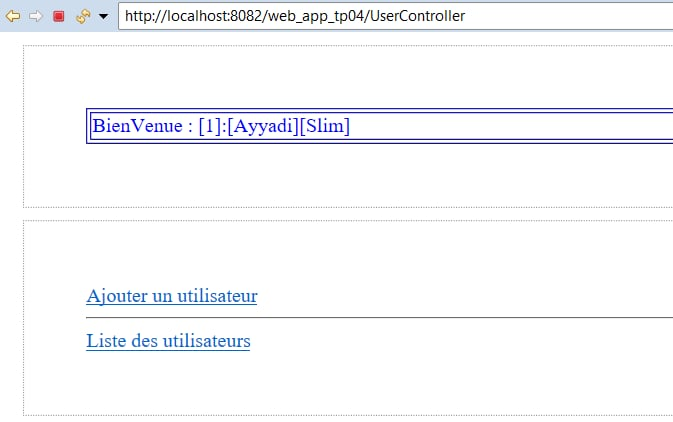 http://localhost:8082/web_app_tp04/UserController
BienVenue : [1]:[Ayyadi][Slim]
Ajouter un utilisateur
Liste des utilisateurs